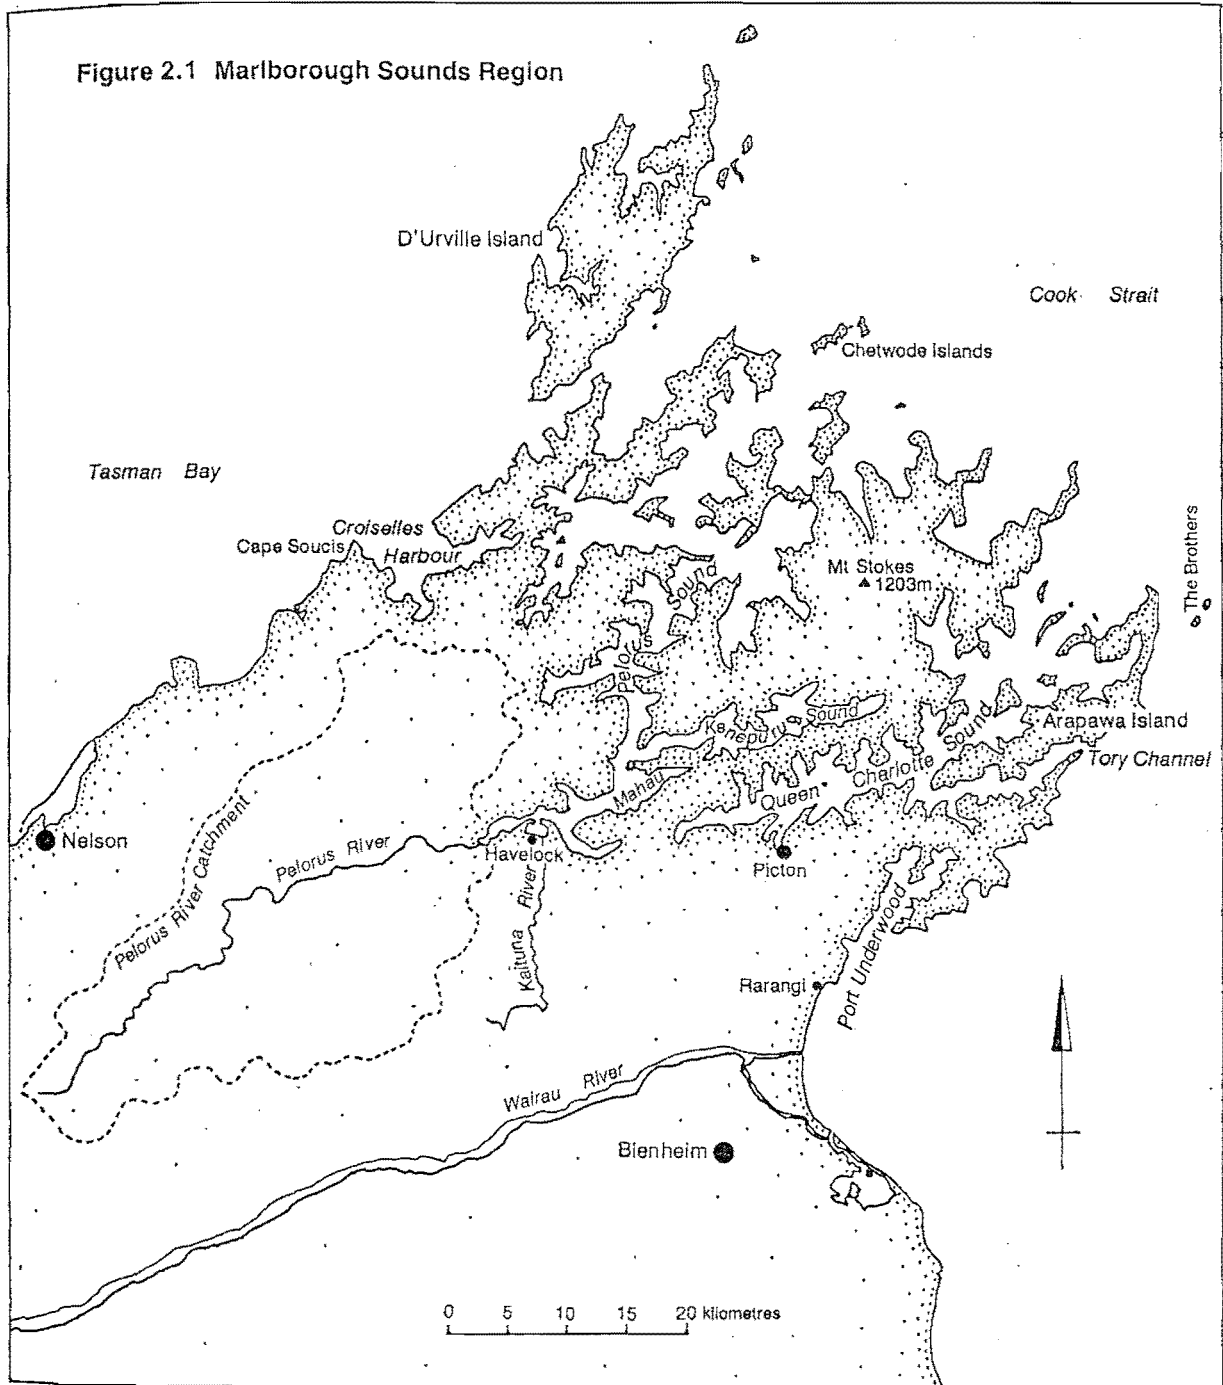 Figure 2.1 Marlborough Sounds Region
D'Urville Island
Cook Strait
Chetwode Islands
Tasman Bay
Croiselles
Harbour
Cape Soucis
The Brothers
Mt Stokes
1203m
Pelorus Sound
Kenepuru Sound
Arapawa Island
Tory Channel
Mahau
Queen Charlotte Sound
Nelson
Pelorus River Catchment
Pelorus River
Havelock
Picton
Kaituna River
Port Underwood
Rarangi
Wairau River
Blenheim
0 5 10 15 20 kilometres